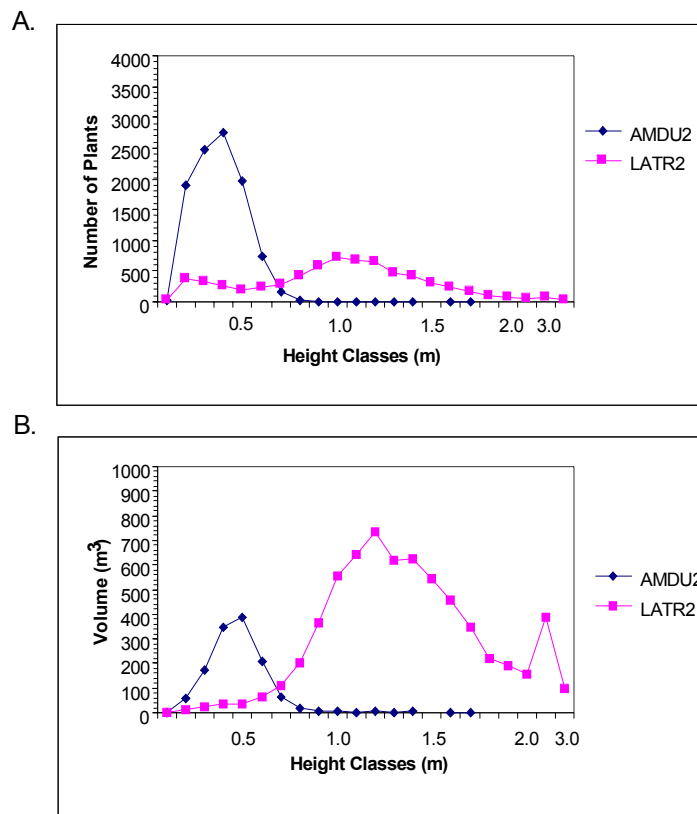 A.
4000
3500
3000
2500
2000
1500
1000
500
0
Number of Plants
0.5 1.0 1.5 2.0 3.0
Height Classes (m)
AMDU2
LATR2
B.
1000
900
800
700
600
500
400
300
200
100
0
Volume (m³)
0.5 1.0 1.5 2.0 3.0
Height Classes (m)
AMDU2
LATR2